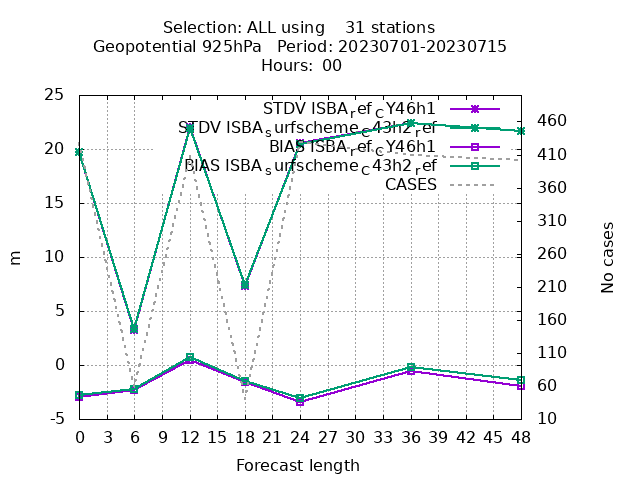 Selection: ALL using    31 stations
Geopotential 925hPa   Period: 20230701-20230715
Hours: 00
STDV ISBA_ref_CY46h1
STDV ISBA_surfscheme_C43h2_ref
BIAS ISBA_ref_CY46h1
BIAS ISBA_surfscheme_C43h2_ref
CASES
25
20
15
10
5
0
-5
m
460
410
360
310
260
210
160
110
60
10
No cases
0 3 6 9 12 15 18 21 24 27 30 33 36 39 42 45 48
Forecast length